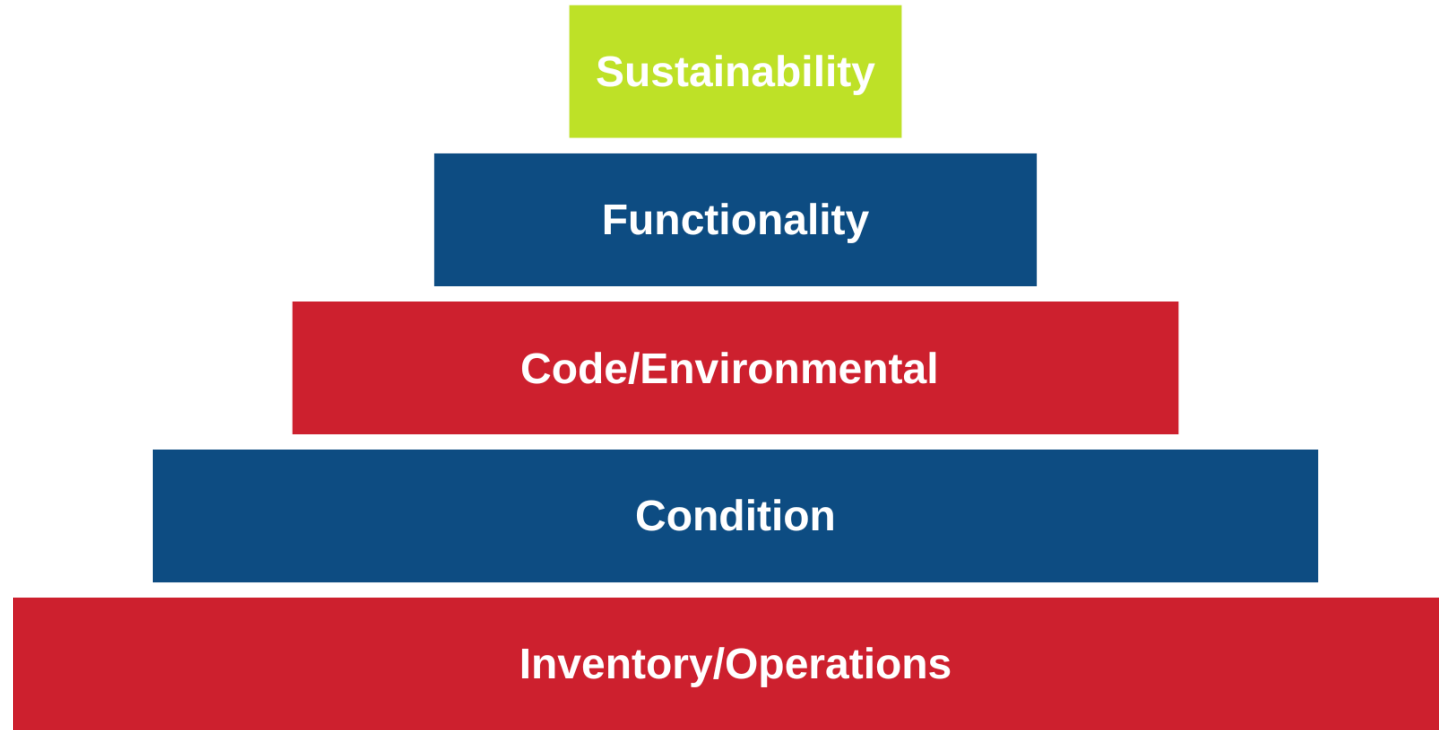 Sustainability
Functionality
Code/Environmental
Condition
Inventory/Operations